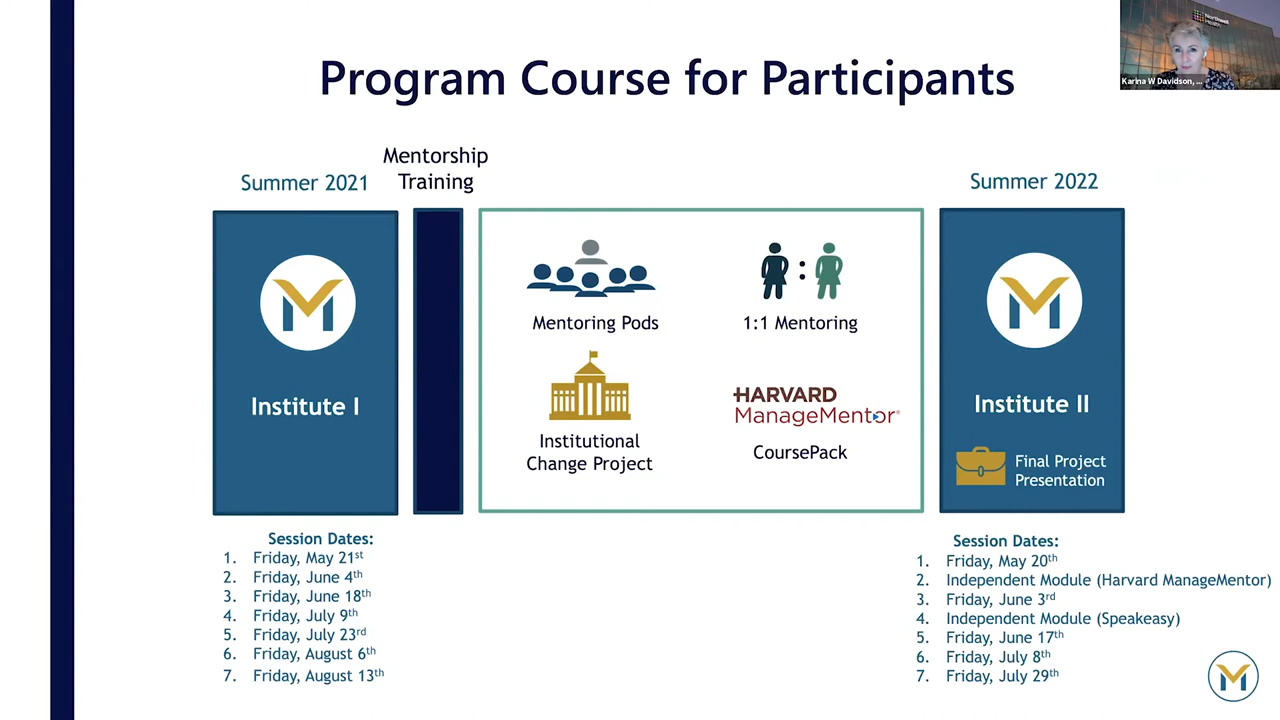 Program Course for Participants
Northwell
Health
Karina W Davidson, ...
Summer 2021
Mentorship
Training
Summer 2022
Institute I
Mentoring Pods
1:1 Mentoring
Institutional
Change Project
HARVARD
ManageMentor®
CoursePack
Institute II
Final Project
Presentation
Session Dates:
1. Friday, May 21st
2. Friday, June 4th
3. Friday, June 18th
4. Friday, July 9th
5. Friday, July 23rd
6. Friday, August 6th
7. Friday, August 13th
Session Dates:
1. Friday, May 20th
2. Independent Module (Harvard ManageMentor)
3. Friday, June 3rd
4. Independent Module (Speakeasy)
5. Friday, June 17th
6. Friday, July 8th
7. Friday, July 29th